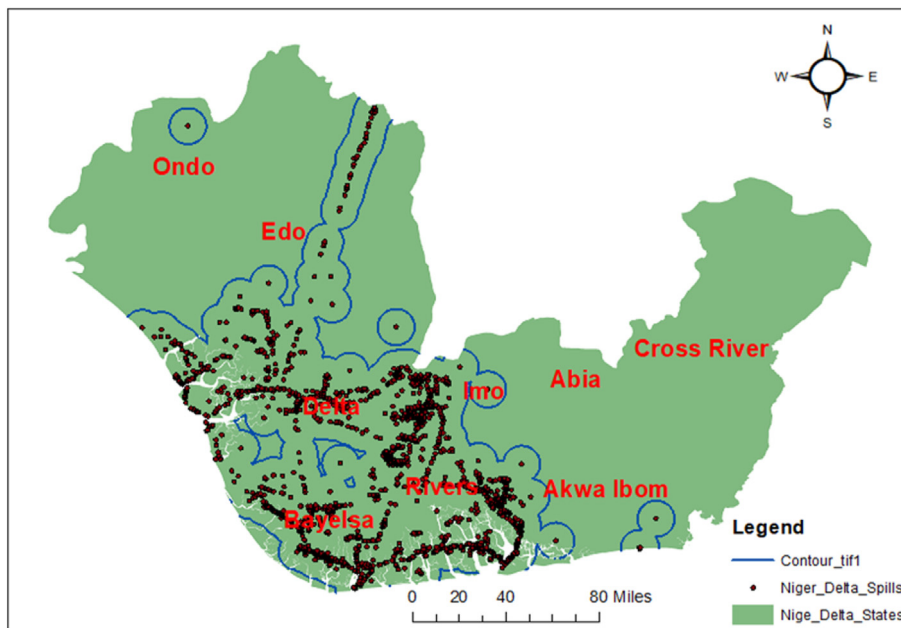 N
W E
S
Ondo
Edo
Cross River
Imo
Abia
Delta
Rivers
Akwa Ibom
Bayelsa
Legend
Contour_tif1
Niger_Delta_Spills
Nige_Delta_States
0 20 40 80 Miles